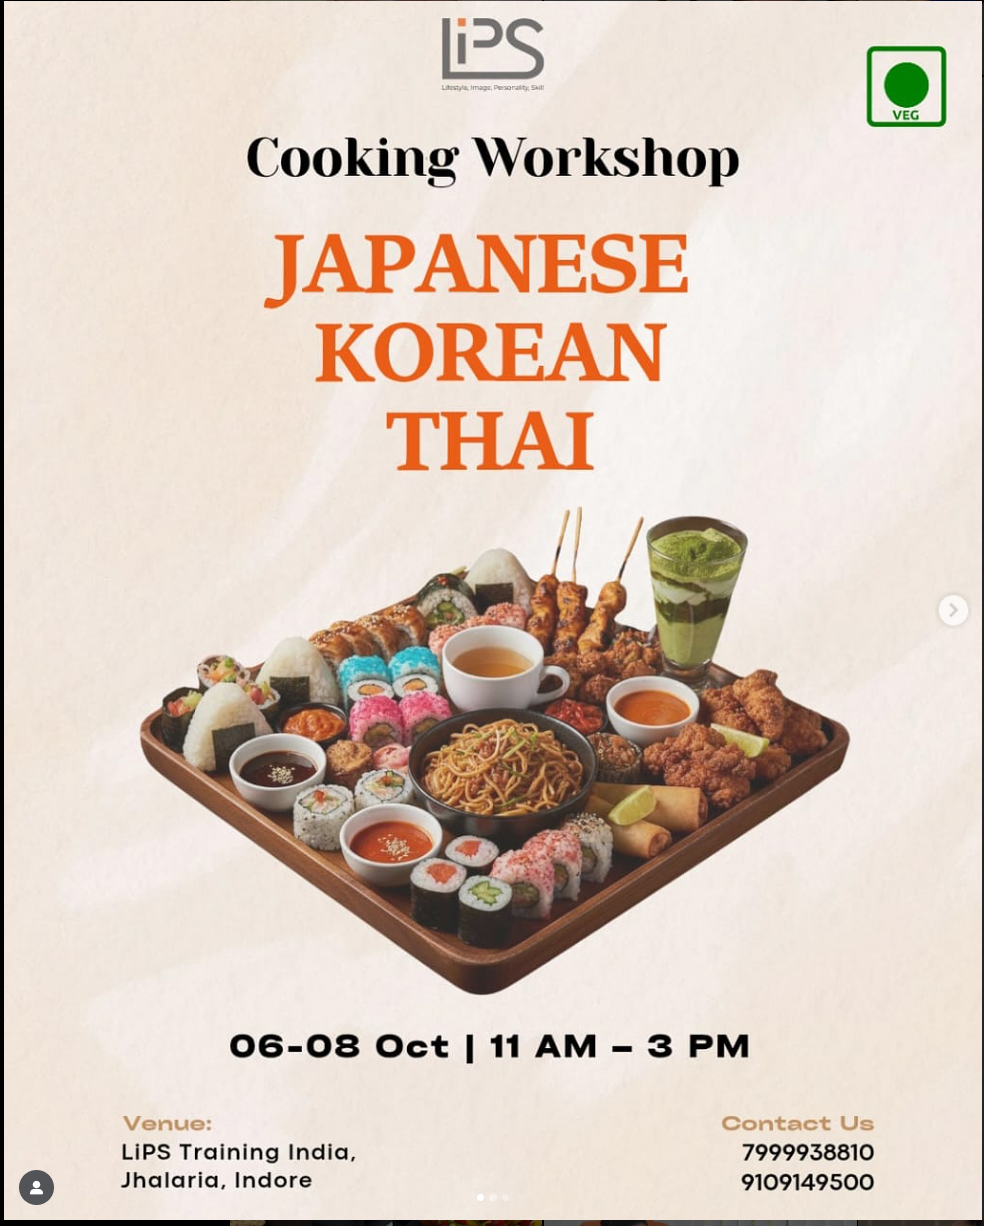 LiPS
Lifestyle, Image, Personality, Skill
VEG
Cooking Workshop
JAPANESE
KOREAN
THAI
06-08 Oct | 11 AM – 3 PM
Venue:
LiPS Training India,
Jhalaria, Indore
Contact Us
7999938810
9109149500